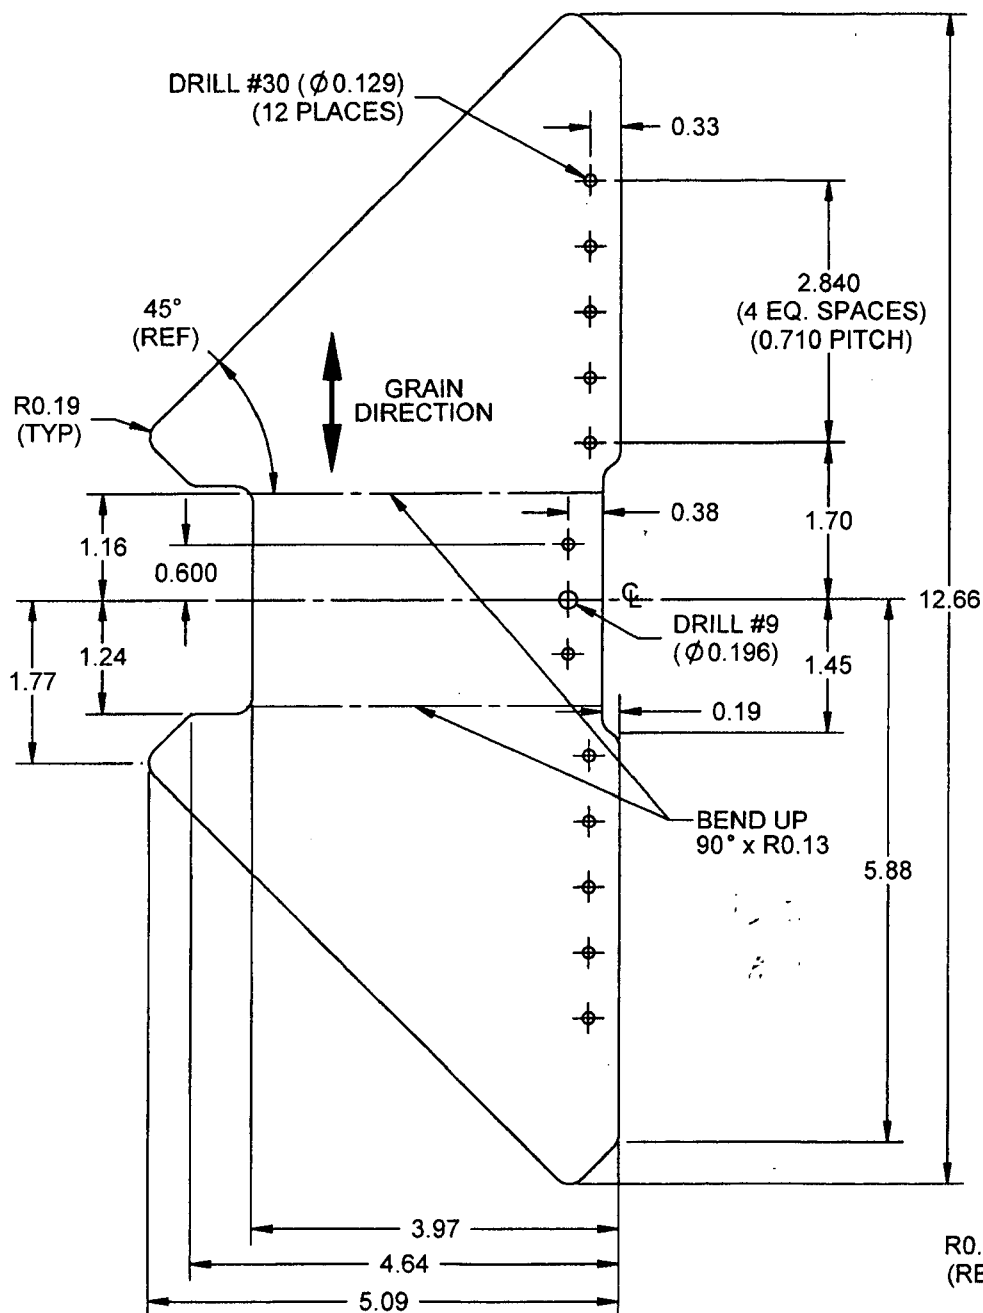 DRILL #30 (Ø0.129)
(12 PLACES)
0.33
2.840
(4 EQ. SPACES)
(0.710 PITCH)
45°
(REF)
GRAIN
DIRECTION
R0.19
(TYP)
0.38
1.70
1.16
0.600
℄
12.66
DRILL #9
(Ø0.196)
1.24
1.45
1.77
0.19
BEND UP
90° x R0.13
5.88
3.97
R0.
(RE
4.64
5.09